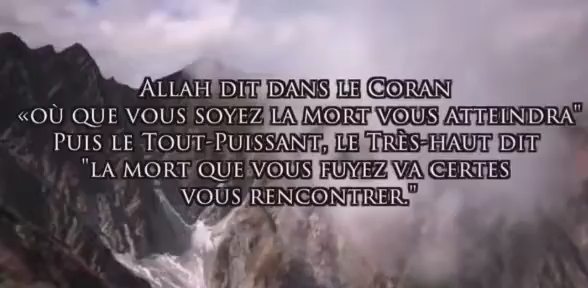 Allah dit dans le Coran
«où que vous soyez la mort vous atteindra"
Puis le Tout-Puissant, le Très-haut dit
"la mort que vous fuyez va certes
vous rencontrer."